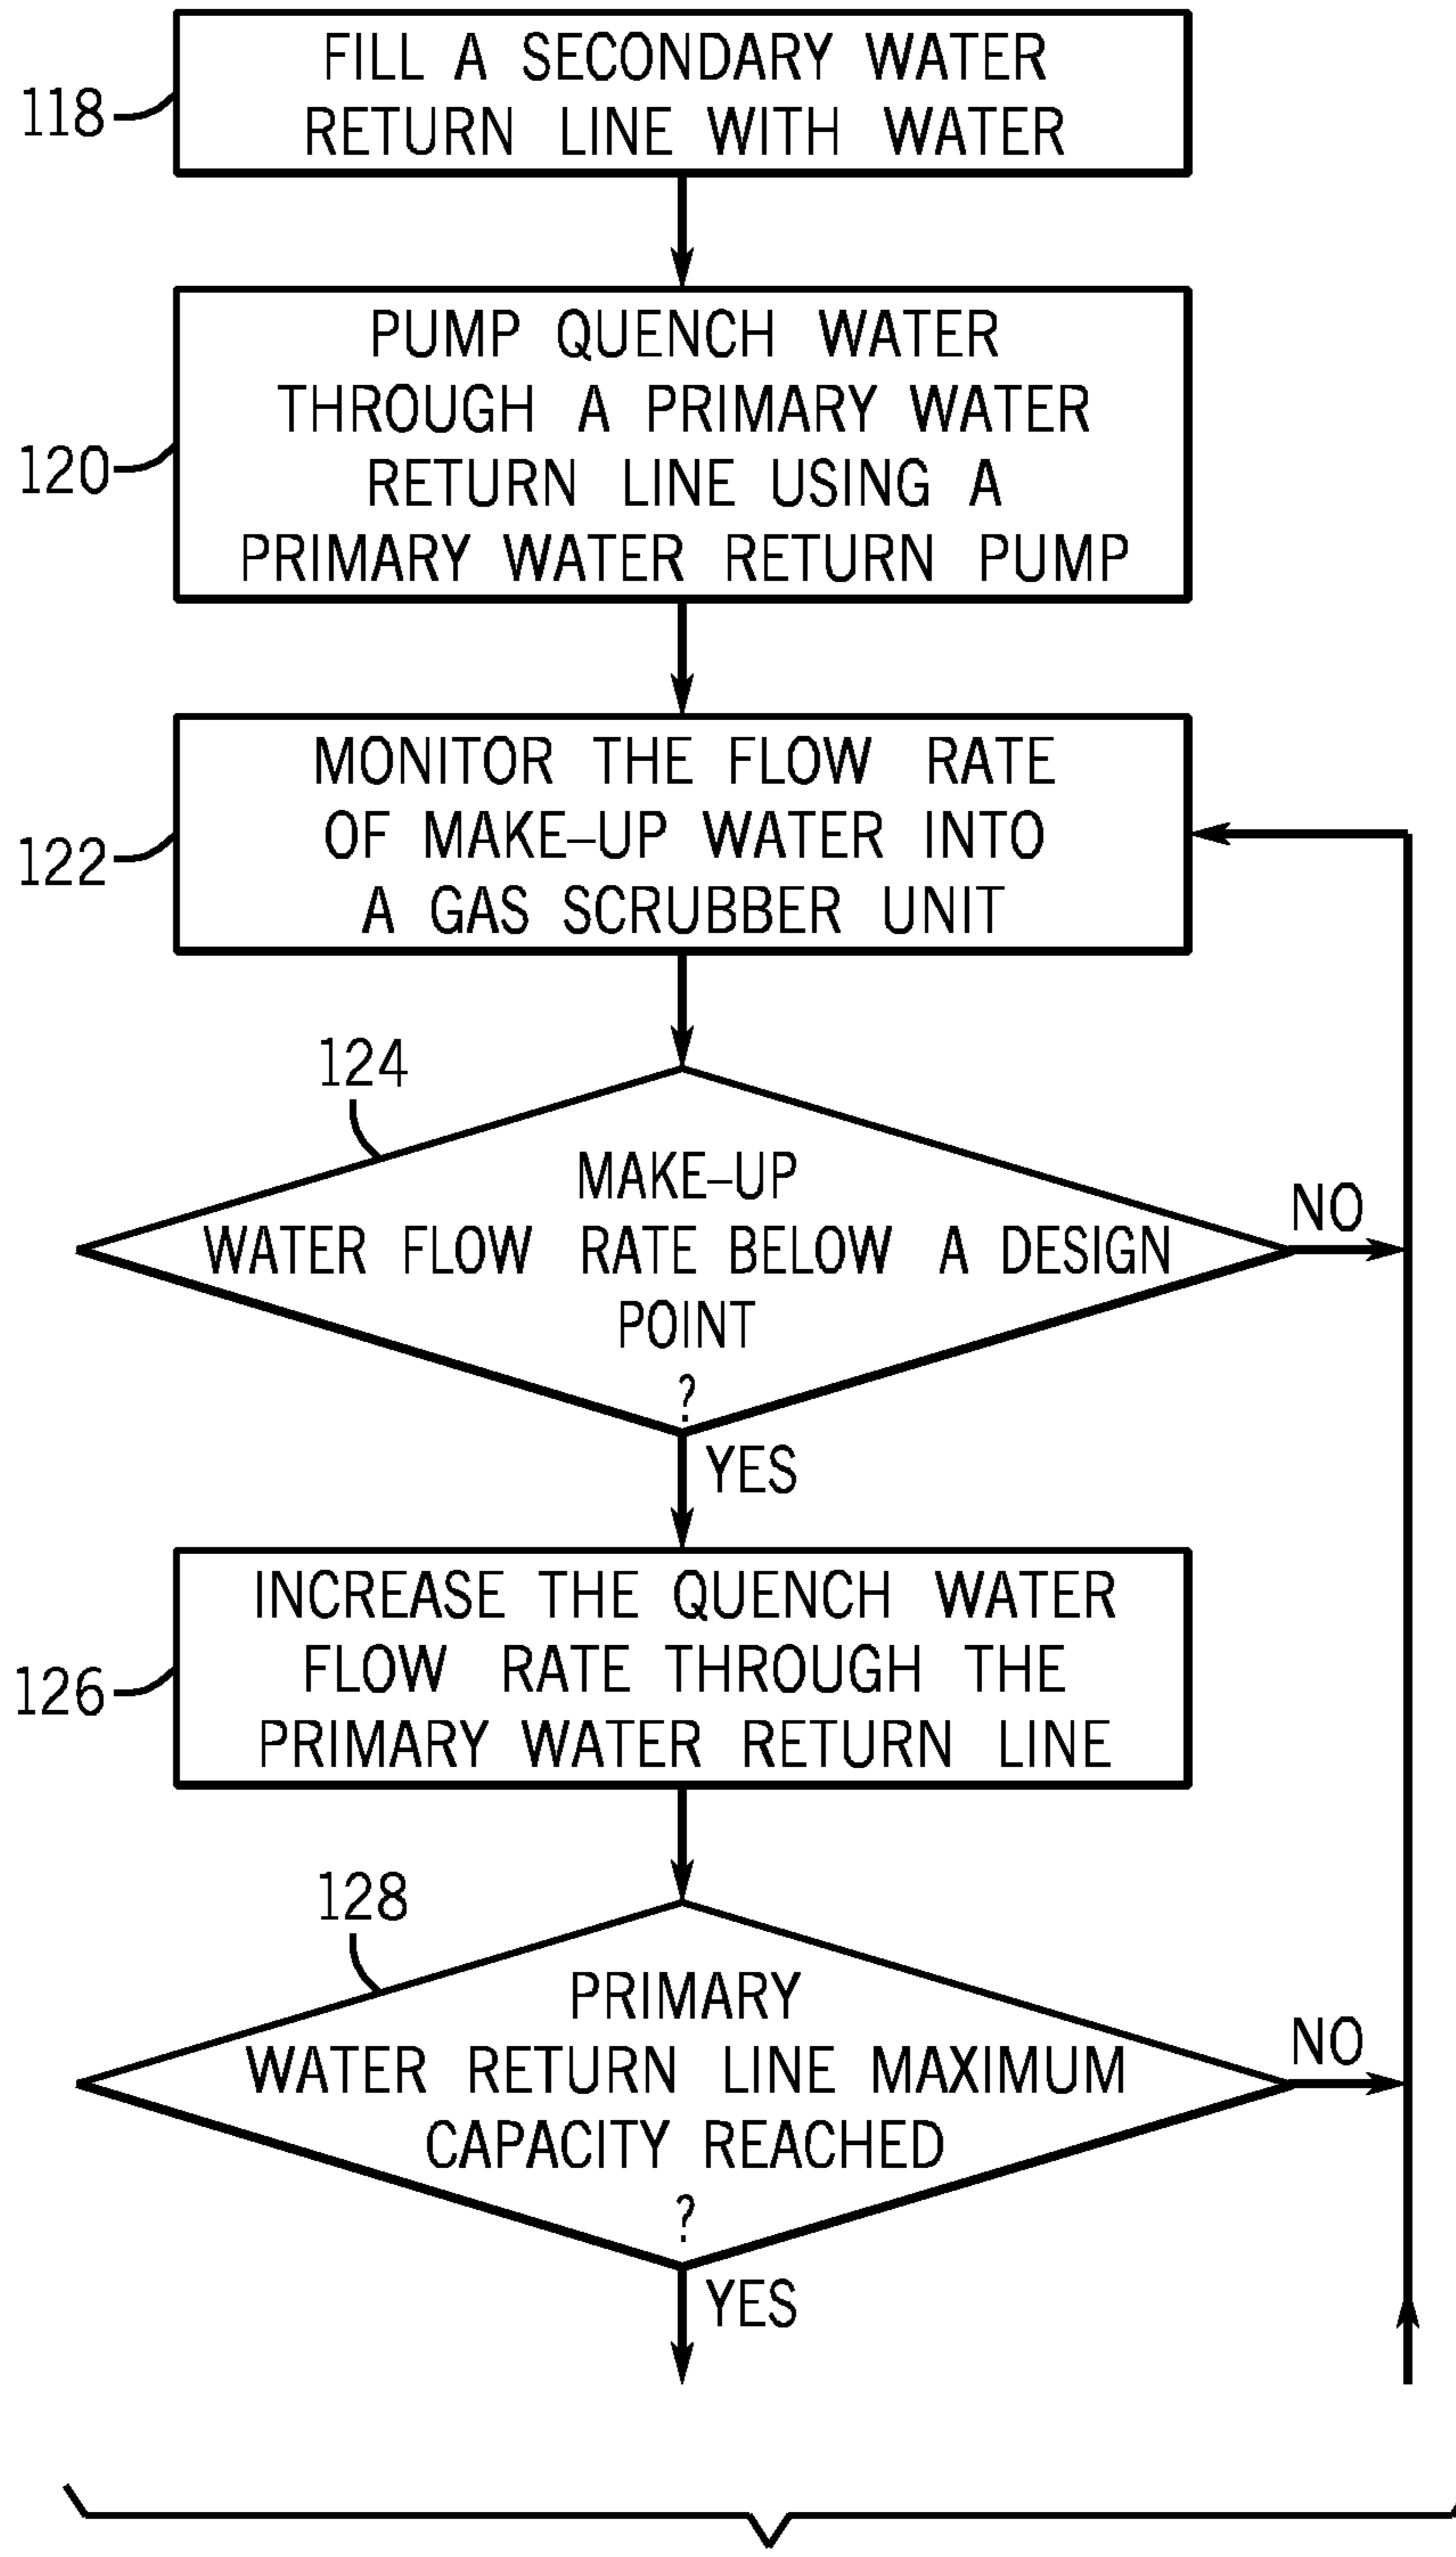 FILL A SECONDARY WATER
RETURN LINE WITH WATER
118
PUMP QUENCH WATER
THROUGH A PRIMARY WATER
RETURN LINE USING A
PRIMARY WATER RETURN PUMP
120
MONITOR THE FLOW RATE
OF MAKE–UP WATER INTO
A GAS SCRUBBER UNIT
122
124
MAKE–UP
WATER FLOW RATE BELOW A DESIGN
POINT
?
NO
YES
INCREASE THE QUENCH WATER
FLOW RATE THROUGH THE
PRIMARY WATER RETURN LINE
126
128
PRIMARY
WATER RETURN LINE MAXIMUM
CAPACITY REACHED
?
NO
YES